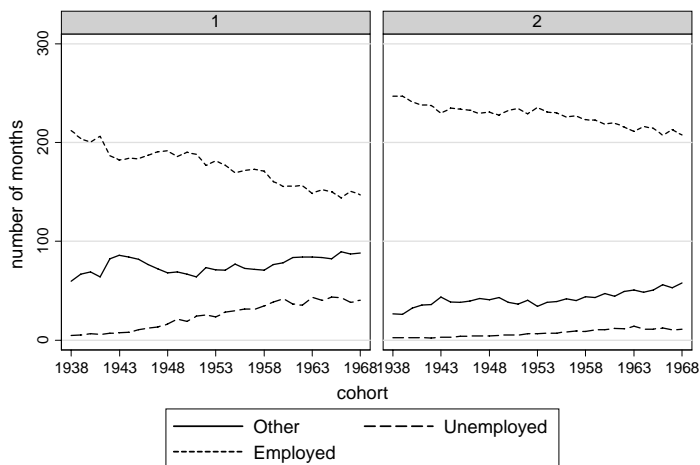 1 2
number of months
300
200
100
0
1938 1943 1948 1953 1958 1963 1968 1938 1943 1948 1953 1958 1963 1968
cohort
Other Unemployed
Employed